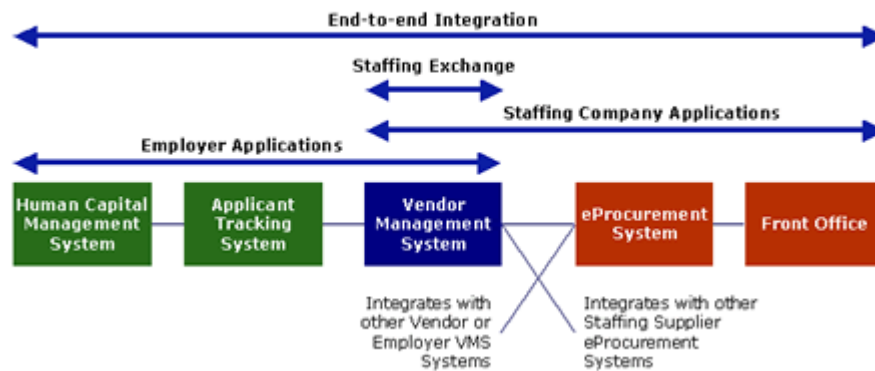 End-to-end Integration
Staffing Exchange
Staffing Company Applications
Employer Applications
Human Capital
Management
System
Applicant
Tracking
System
Vendor
Management
System
eProcurement
System
Front Office
Integrates with
other Vendor or
Employer VMS
Systems
Integrates with other
Staffing Supplier
eProcurement
Systems